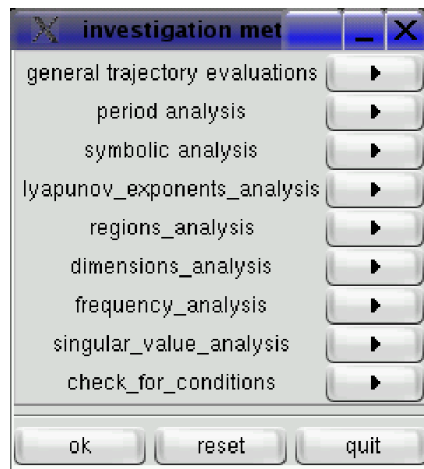 investigation met
general trajectory evaluations
period analysis
symbolic analysis
lyapunov_exponents_analysis
regions_analysis
dimensions_analysis
frequency_analysis
singular_value_analysis
check_for_conditions
ok reset quit